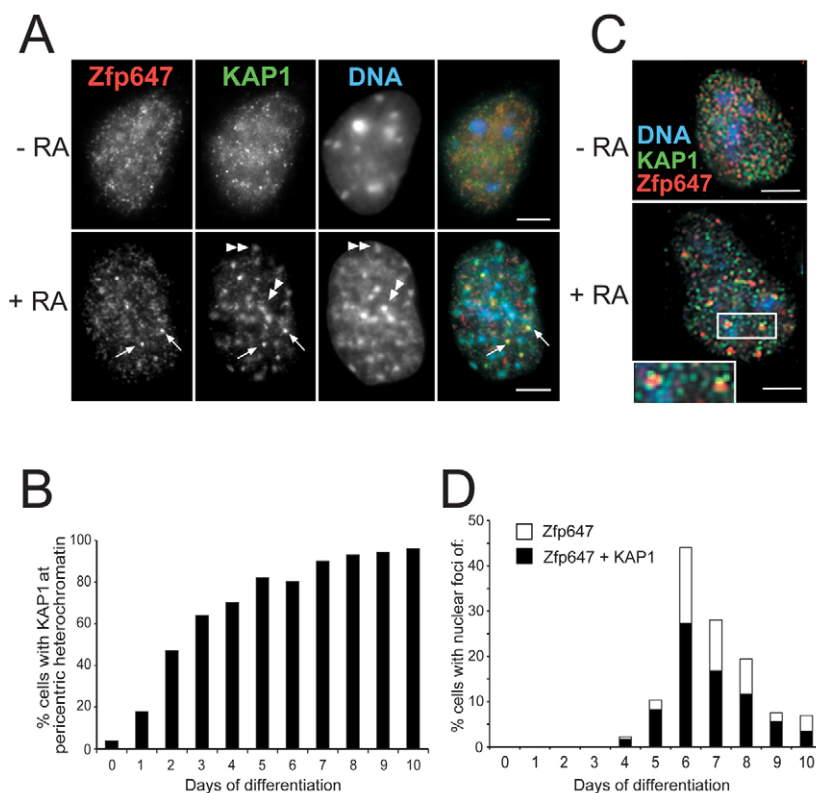 A
Zfp647 KAP1 DNA
- RA
+ RA
C
- RA
DNA
KAP1
Zfp647
+ RA
B
% cells with KAP1 at
pericentric heterochromatin
100
80
60
40
20
0
0 1 2 3 4 5 6 7 8 9 10
Days of differentiation
D
% cells with nuclear foci of:
50
40
30
20
10
0
Zfp647
Zfp647 + KAP1
0 1 2 3 4 5 6 7 8 9 10
Days of differentiation